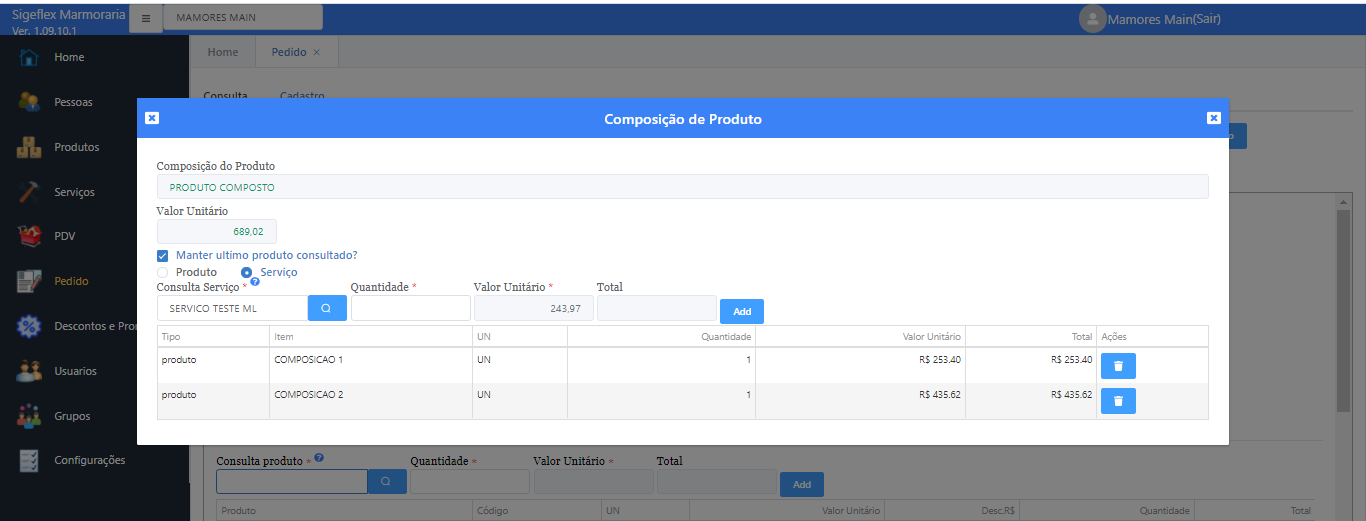 Sigeflex Marmoraria
Ver. 1.09.10.1
MAMORES MAIN
Mamores Main(Sair)
Home
Pessoas
Produtos
Serviços
PDV
Pedido
Descontos e Pro
Usuarios
Grupos
Configurações
Home
Pedido
Consulta
Cadastro
Composição de Produto
Composição do Produto
PRODUTO COMPOSTO
Valor Unitário
689,02
Manter ultimo produto consultado?
Produto Serviço
Consulta Serviço * ? Quantidade * Valor Unitário * Total
SERVICO TESTE ML 243,97 Add
Tipo Item UN Quantidade Valor Unitário Total Ações
produto COMPOSICAO 1 UN 1 R$ 253.40 R$ 253.40
produto COMPOSICAO 2 UN 1 R$ 435.62 R$ 435.62
Consulta produto * ? Quantidade * Valor Unitário * Total
Add
Produto Código UN Valor Unitário Desc.R$ Quantidade Total